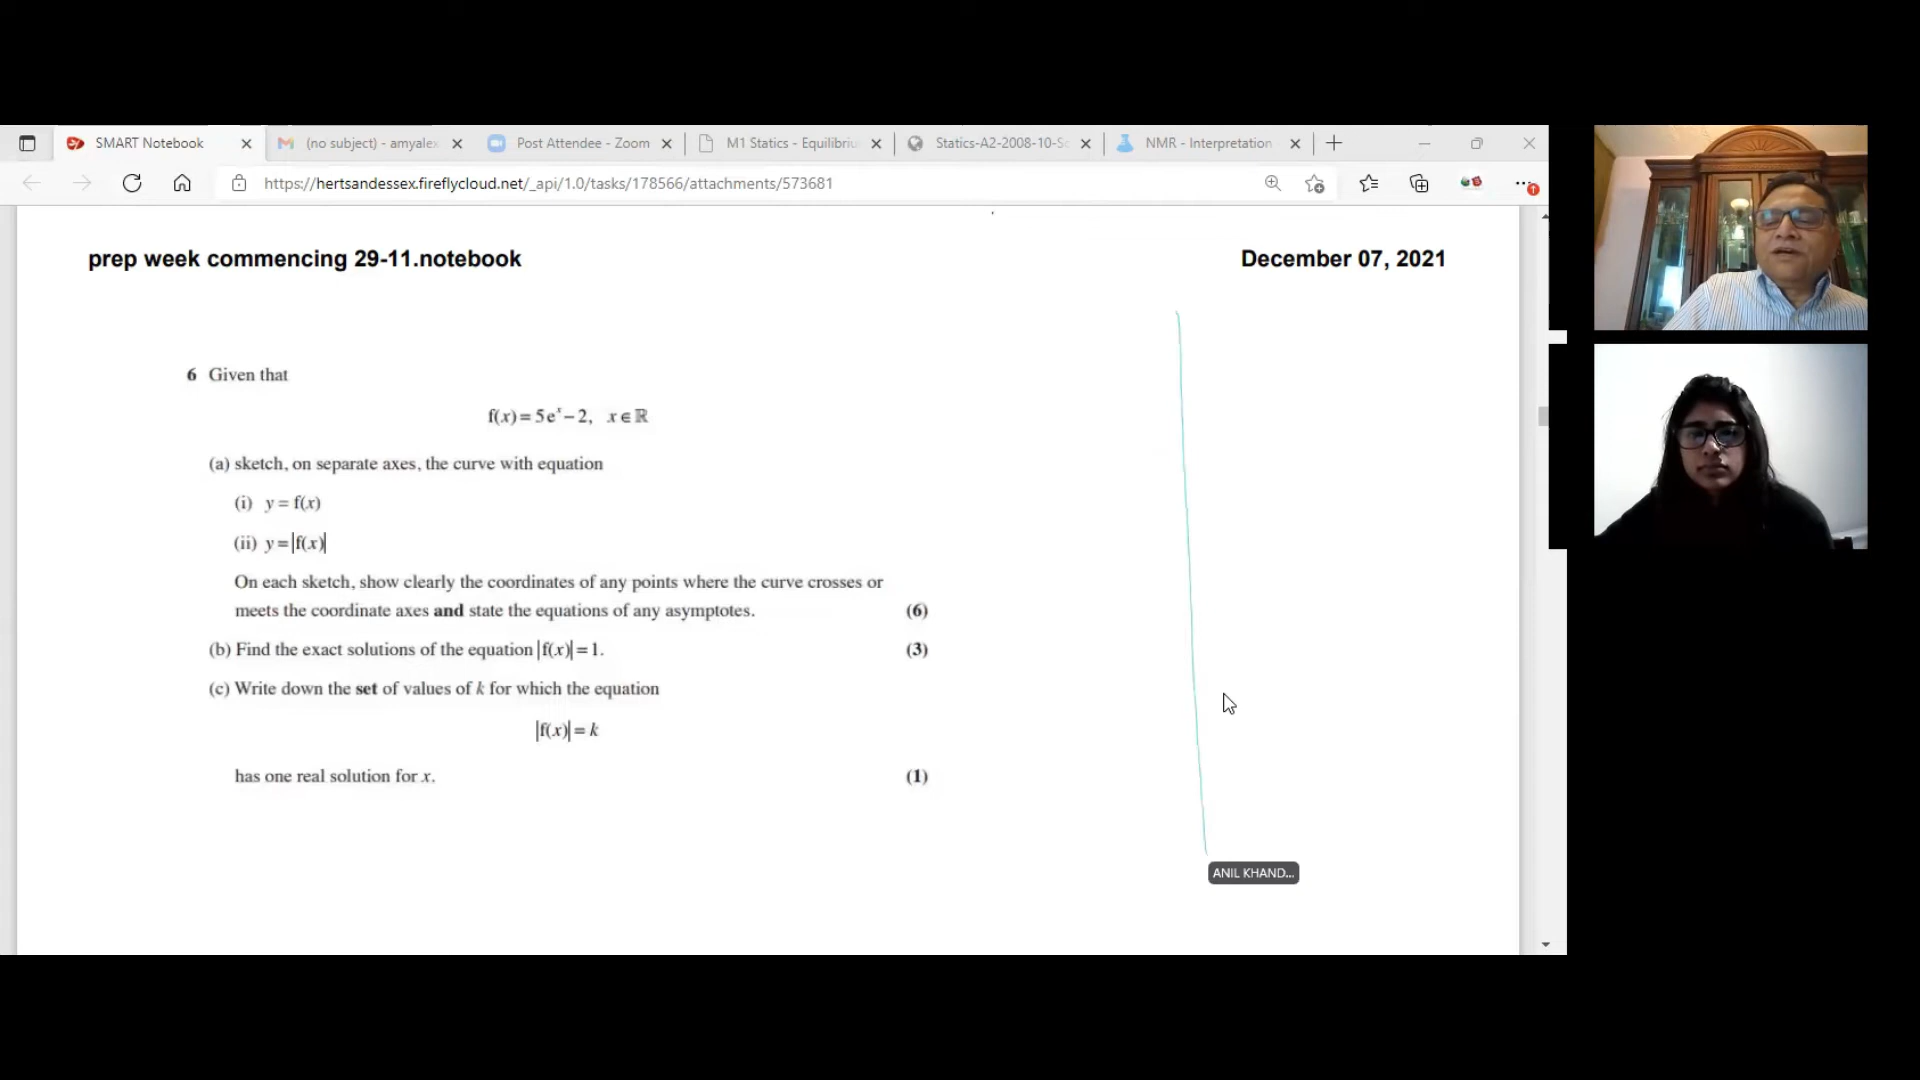 SMART Notebook
(no subject) - amyalex
Post Attendee - Zoom
M1 Statics - Equilibriu
Statics-A2-2008-10-Sc
NMR - Interpretation
https://hertsandessex.fireflycloud.net/_api/1.0/tasks/178566/attachments/573681
prep week commencing 29-11.notebook
December 07, 2021
6 Given that
f(x) = 5eˣ – 2, x ∈ ℝ
(a) sketch, on separate axes, the curve with equation
(i) y = f(x)
(ii) y = |f(x)|
On each sketch, show clearly the coordinates of any points where the curve crosses or
meets the coordinate axes and state the equations of any asymptotes. (6)
(b) Find the exact solutions of the equation |f(x)| = 1. (3)
(c) Write down the set of values of k for which the equation
|f(x)| = k
has one real solution for x. (1)
ANIL KHAND...